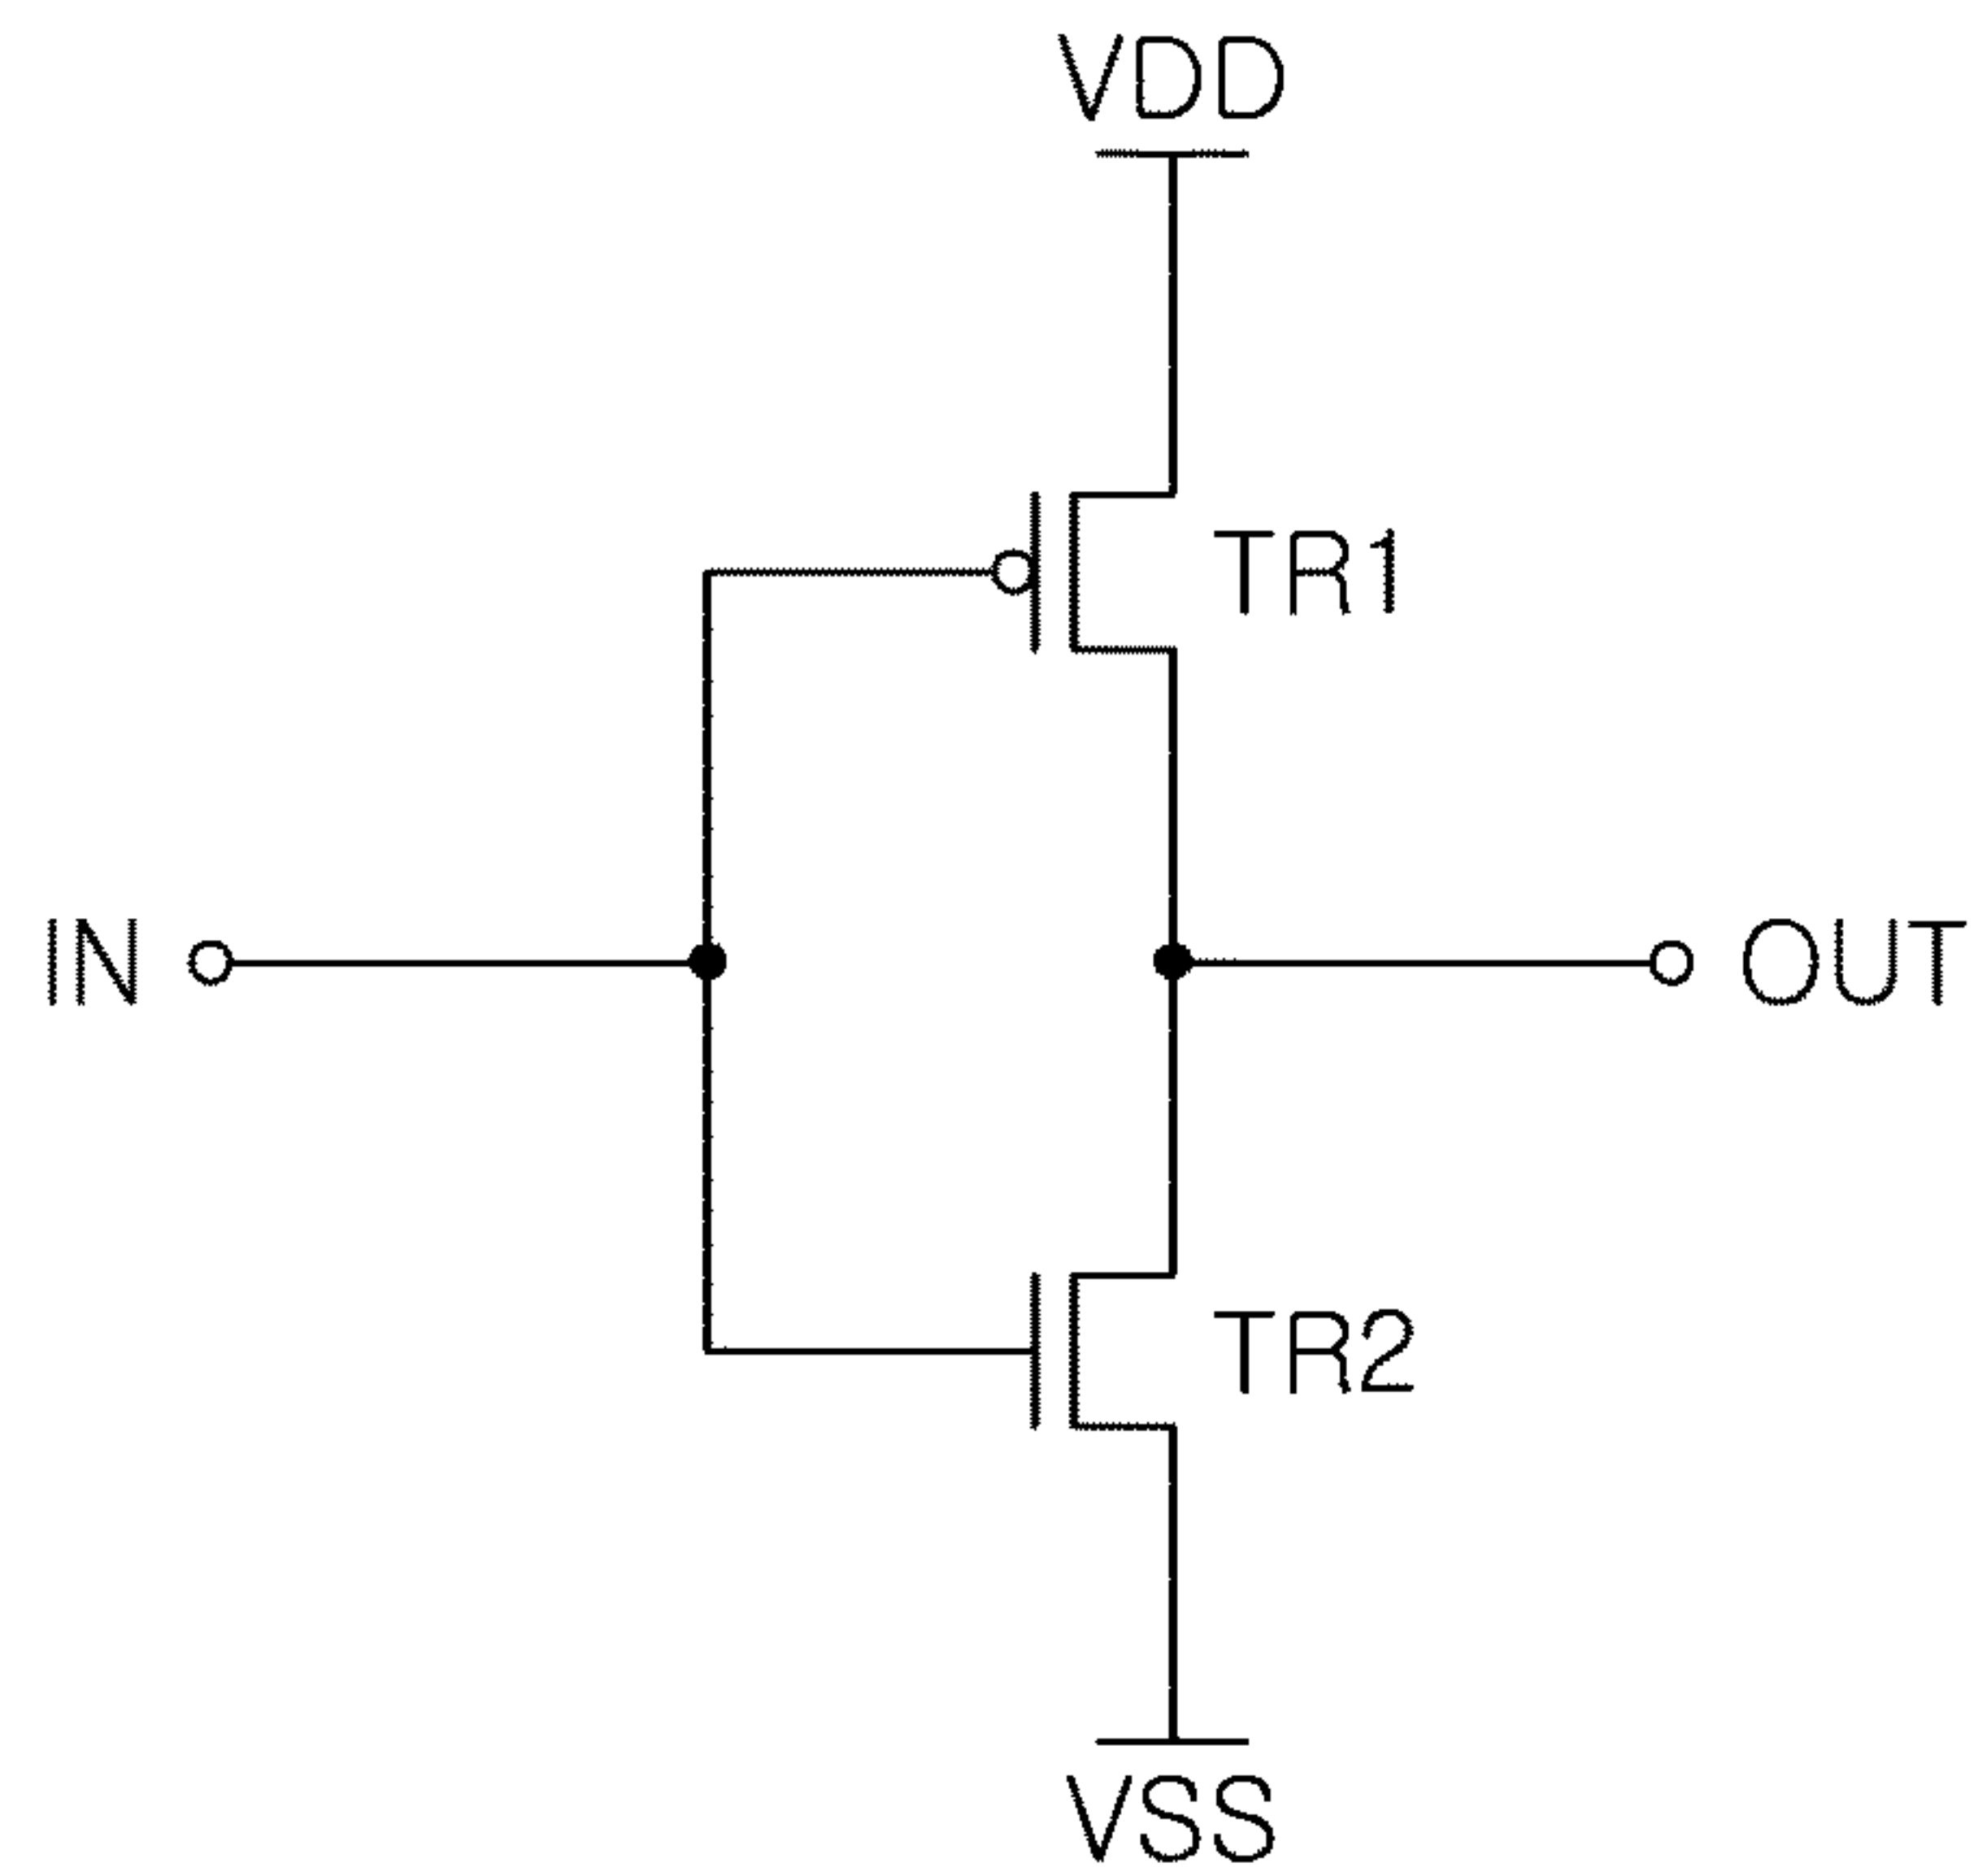 VDD
TR1
IN
OUT
TR2
VSS